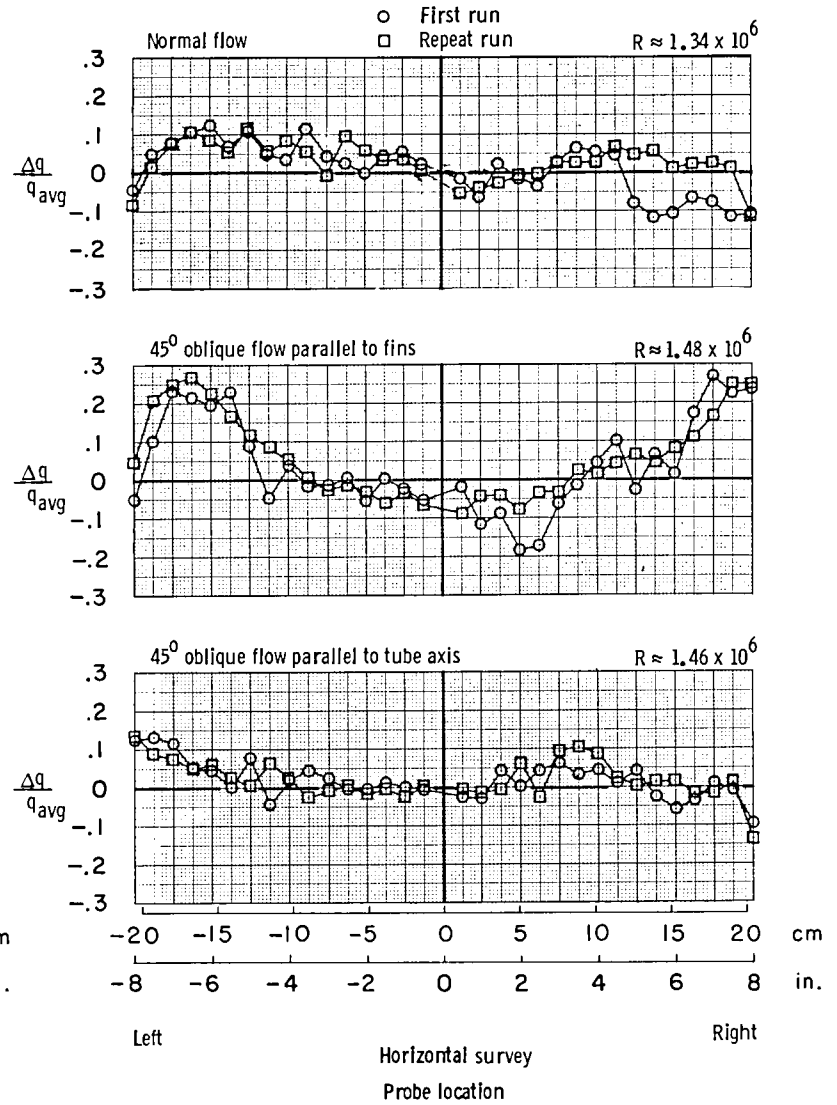 ○ First run
Normal flow □ Repeat run R ≈ 1.34 x 10^6
.3
.2
.1
0
-.1
-.2
-.3
Δq
q_avg
45° oblique flow parallel to fins R ≈ 1.48 x 10^6
.3
.2
.1
0
-.1
-.2
-.3
Δq
q_avg
45° oblique flow parallel to tube axis R ≈ 1.46 x 10^6
.3
.2
.1
0
-.1
-.2
-.3
Δq
q_avg
m -20 -15 -10 -5 0 5 10 15 20 cm
. -8 -6 -4 -2 0 2 4 6 8 in.
Left Right
Horizontal survey
Probe location